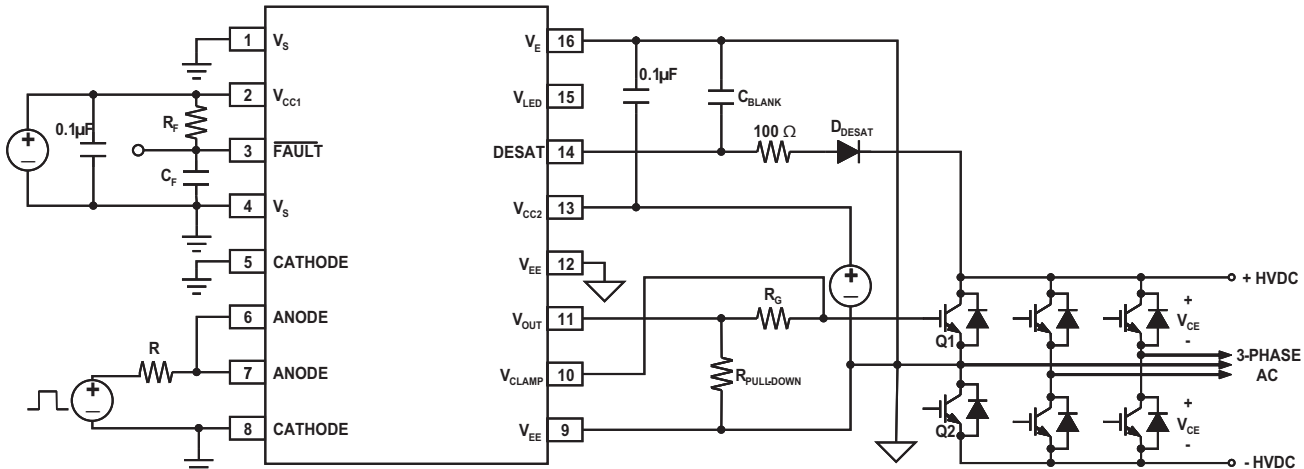 1 V_S
2 V_CC1
3 FAULT
4 V_S
5 CATHODE
6 ANODE
7 ANODE
8 CATHODE
0.1µF
R_F
C_F
+
−
R
+
−
V_E 16
V_LED 15
DESAT 14
V_CC2 13
V_EE 12
V_OUT 11
V_CLAMP 10
V_EE 9
0.1µF
C_BLANK
100 Ω
D_DESAT
+
−
R_G
R_PULL-DOWN
Q1
Q2
+ HVDC
+
V_CE
-
3-PHASE
AC
+
V_CE
-
- HVDC